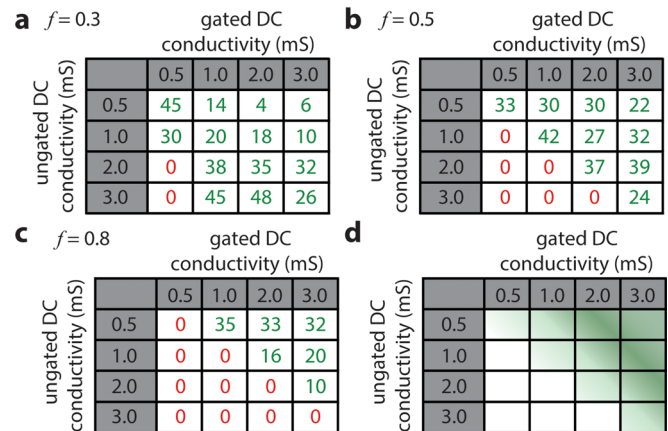 a f = 0.3 gated DC
conductivity (mS)
ungated DC
conductivity (mS)
0.5 1.0 2.0 3.0
0.5 45 14 4 6
1.0 30 20 18 10
2.0 0 38 35 32
3.0 0 45 48 26
b f = 0.5 gated DC
conductivity (mS)
ungated DC
conductivity (mS)
0.5 1.0 2.0 3.0
0.5 33 30 30 22
1.0 0 42 27 32
2.0 0 0 37 39
3.0 0 0 0 24
c f = 0.8 gated DC
conductivity (mS)
ungated DC
conductivity (mS)
0.5 1.0 2.0 3.0
0.5 0 35 33 32
1.0 0 0 16 20
2.0 0 0 0 10
3.0 0 0 0 0
d gated DC
conductivity (mS)
ungated DC
conductivity (mS)
0.5 1.0 2.0 3.0
0.5
1.0
2.0
3.0